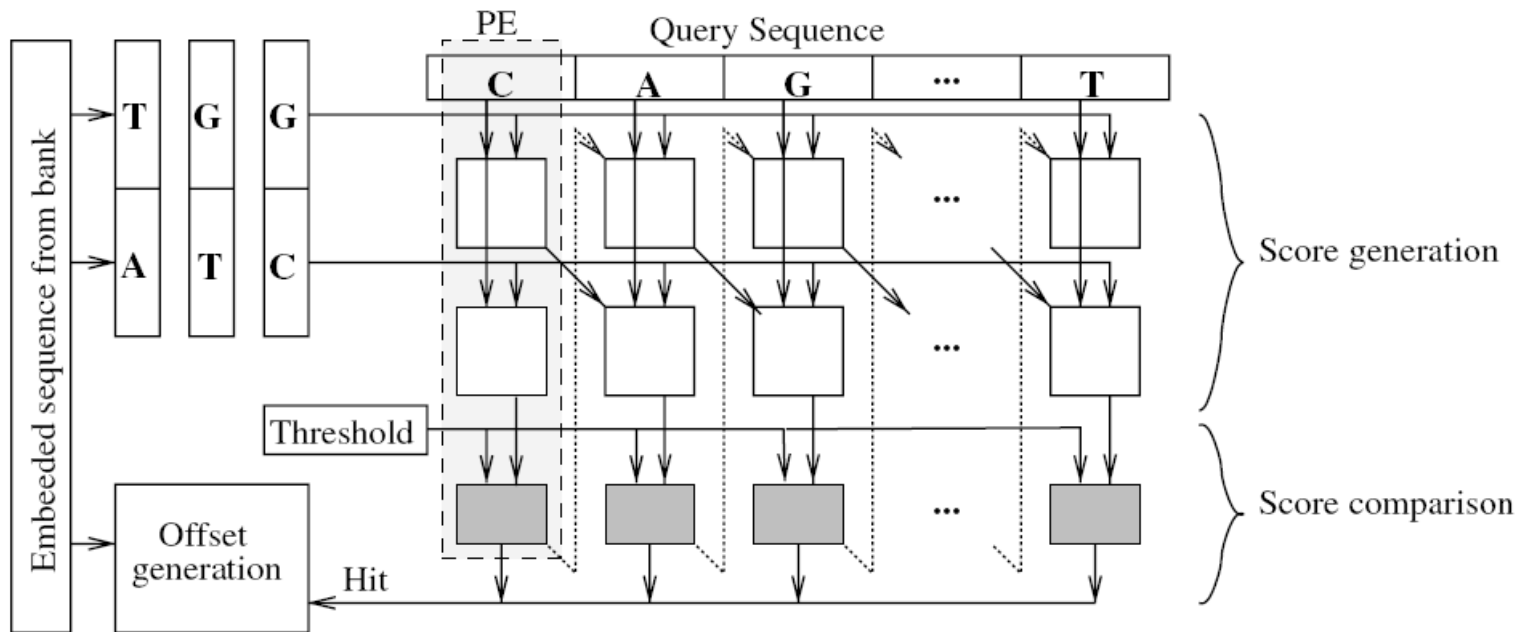 PE
Query Sequence
C A G ... T
T G G
A T C
Embeeded sequence from bank
Score generation
Threshold
Score comparison
Offset
generation
Hit
...
...
...